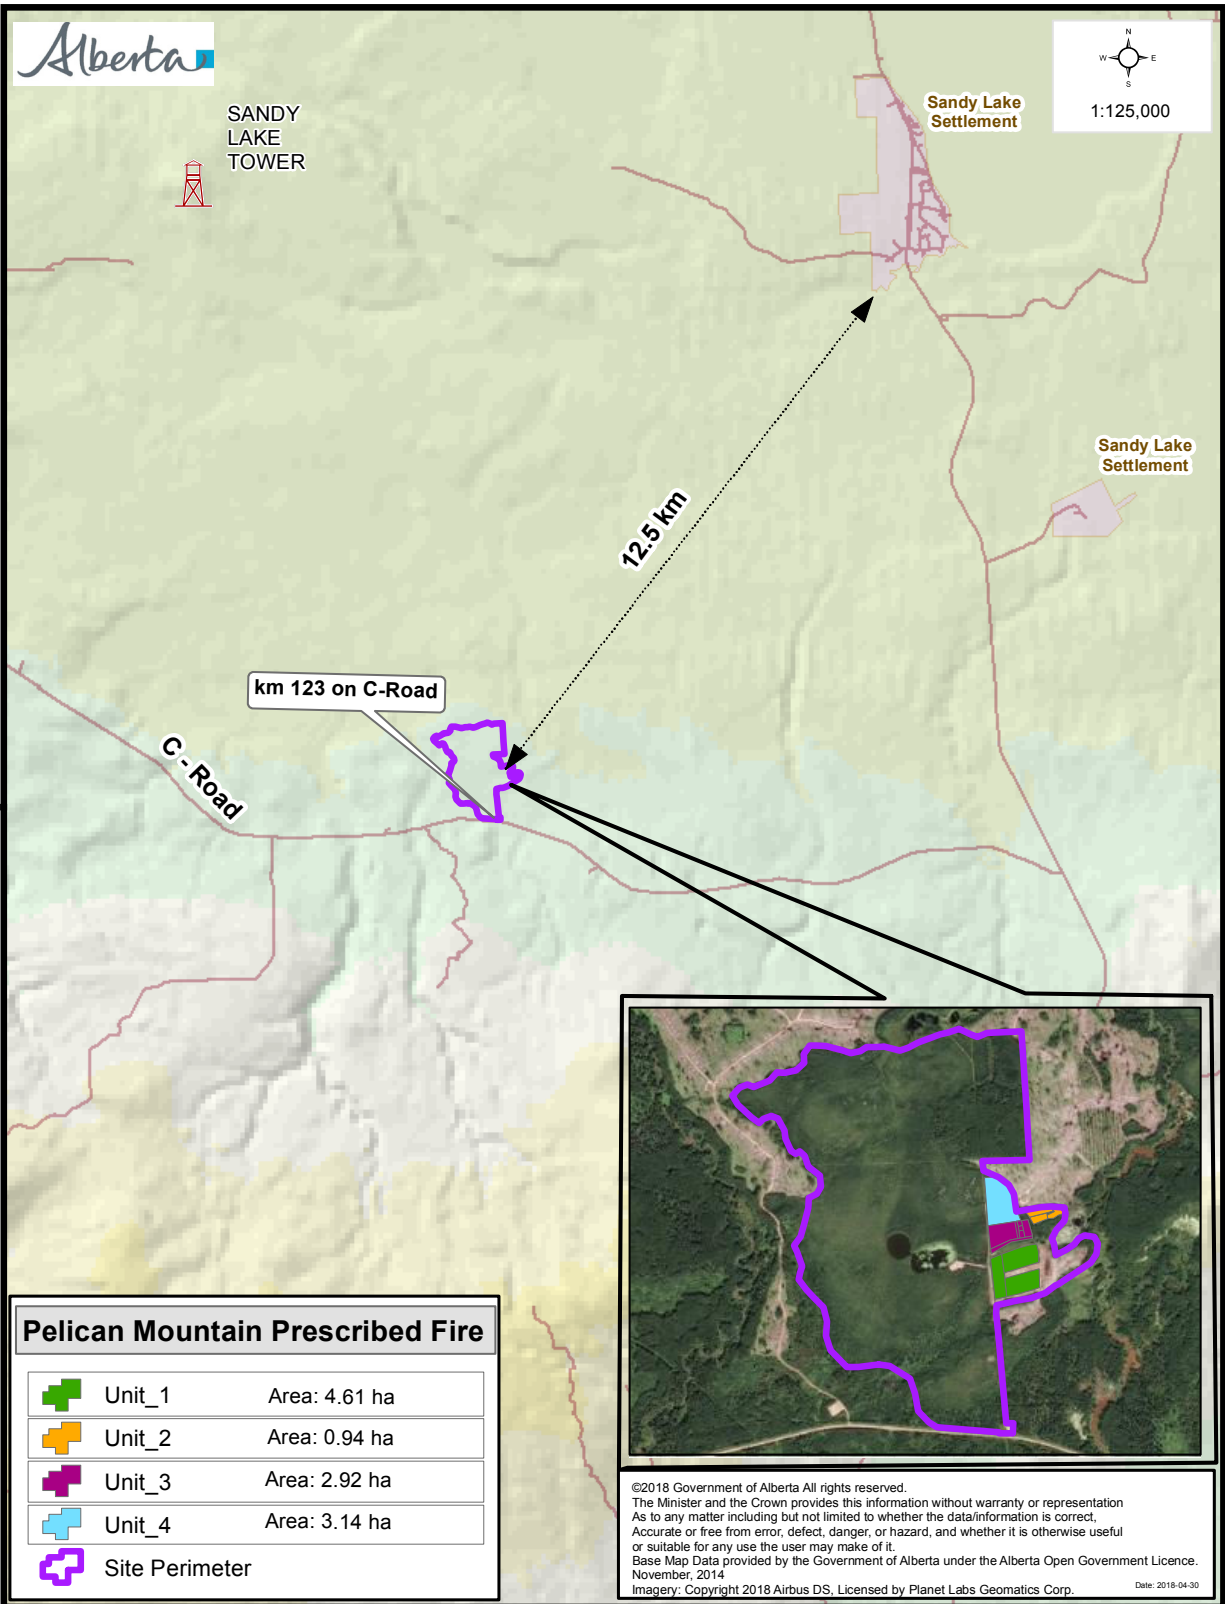 Alberta
N
W E
S
1:125,000
SANDY
LAKE
TOWER
Sandy Lake
Settlement
Sandy Lake
Settlement
12.5 km
km 123 on C-Road
C - Road
Pelican Mountain Prescribed Fire
Unit_1 Area: 4.61 ha
Unit_2 Area: 0.94 ha
Unit_3 Area: 2.92 ha
Unit_4 Area: 3.14 ha
Site Perimeter
©2018 Government of Alberta All rights reserved.
The Minister and the Crown provides this information without warranty or representation
As to any matter including but not limited to whether the data/information is correct,
Accurate or free from error, defect, danger, or hazard, and whether it is otherwise useful
or suitable for any use the user may make of it.
Base Map Data provided by the Government of Alberta under the Alberta Open Government Licence.
November, 2014
Imagery: Copyright 2018 Airbus DS, Licensed by Planet Labs Geomatics Corp.
Date: 2018-04-30